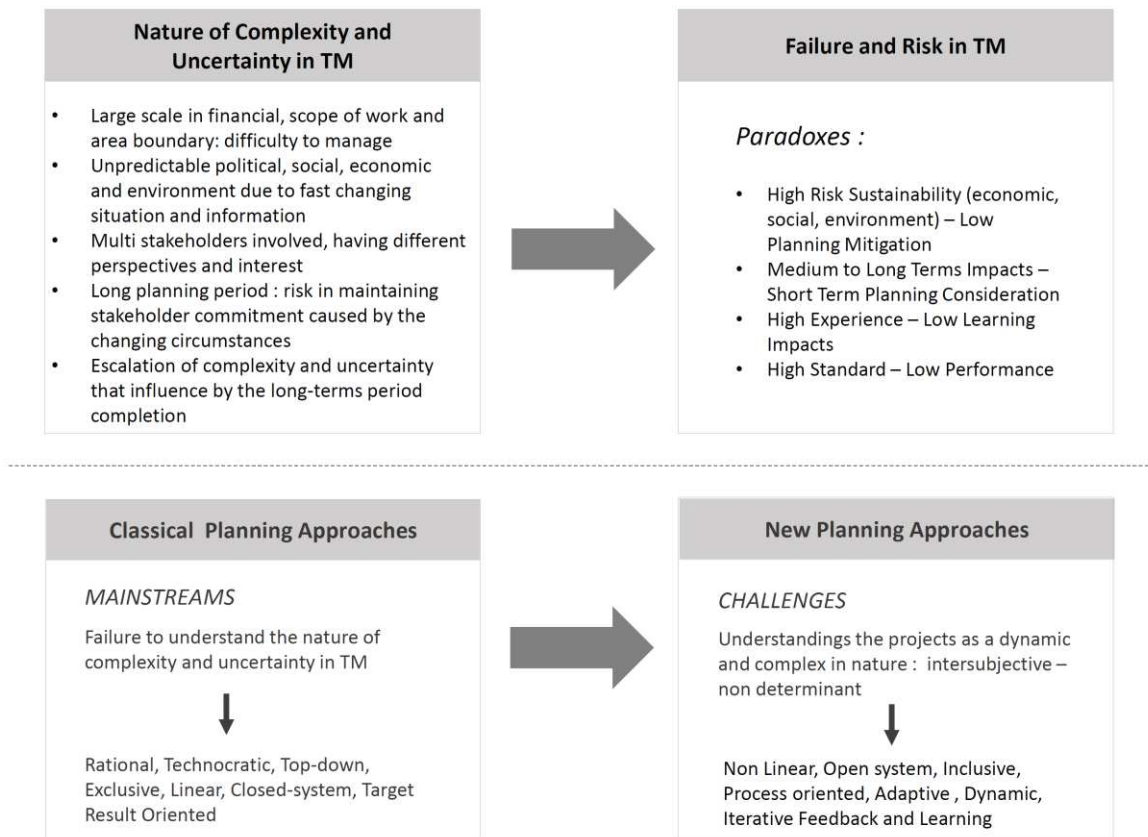 Nature of Complexity and
Uncertainty in TM
• Large scale in financial, scope of work and
area boundary: difficulty to manage
• Unpredictable political, social, economic
and environment due to fast changing
situation and information
• Multi stakeholders involved, having different
perspectives and interest
• Long planning period : risk in maintaining
stakeholder commitment caused by the
changing circumstances
• Escalation of complexity and uncertainty
that influence by the long-terms period
completion
Failure and Risk in TM
Paradoxes :
• High Risk Sustainability (economic,
social, environment) – Low
Planning Mitigation
• Medium to Long Terms Impacts –
Short Term Planning Consideration
• High Experience – Low Learning
Impacts
• High Standard – Low Performance
Classical Planning Approaches
MAINSTREAMS
Failure to understand the nature of
complexity and uncertainty in TM
Rational, Technocratic, Top-down,
Exclusive, Linear, Closed-system, Target
Result Oriented
New Planning Approaches
CHALLENGES
Understandings the projects as a dynamic
and complex in nature : intersubjective –
non determinant
Non Linear, Open system, Inclusive,
Process oriented, Adaptive , Dynamic,
Iterative Feedback and Learning